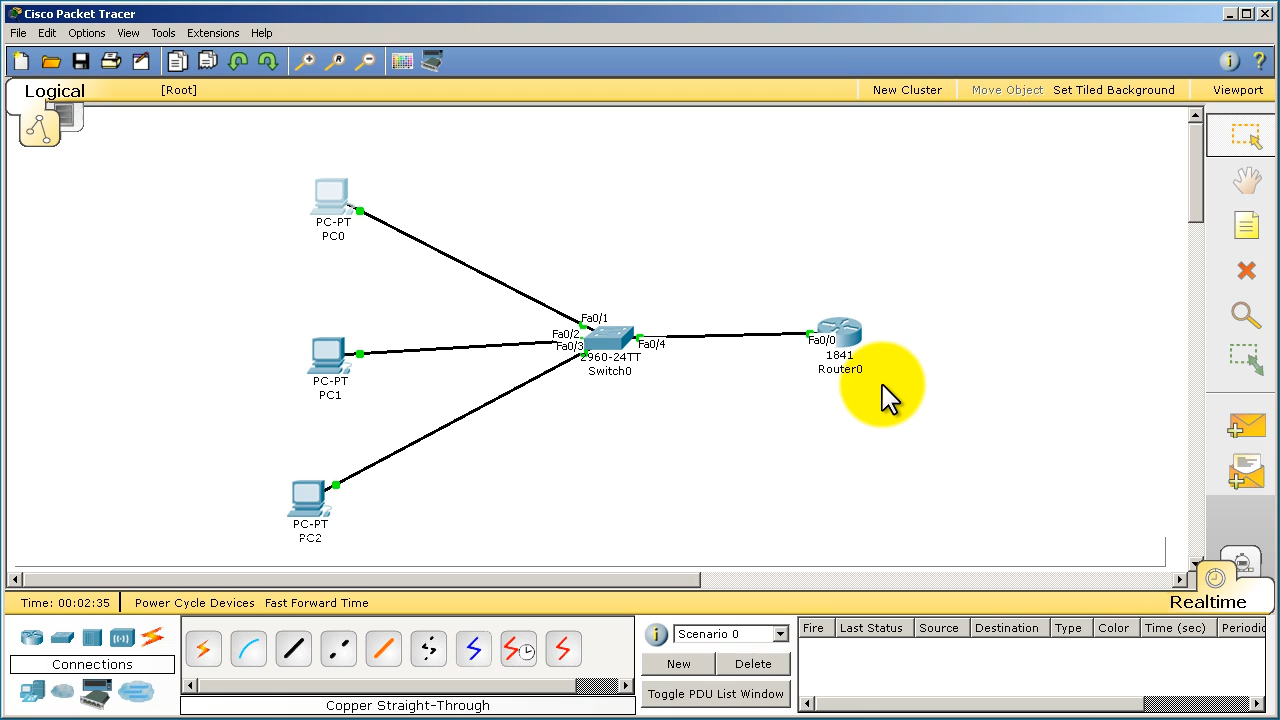 Cisco Packet Tracer
File Edit Options View Tools Extensions Help
Logical [Root] New Cluster Move Object Set Tiled Background Viewport
PC-PT
PC0
Fa0/1
Fa0/2
Fa0/3
Fa0/4
2960-24TT
Switch0
Fa0/0
1841
Router0
PC-PT
PC1
PC-PT
PC2
Time: 00:02:35 Power Cycle Devices Fast Forward Time
Realtime
Connections
Copper Straight-Through
Scenario 0
New Delete
Toggle PDU List Window
Fire Last Status Source Destination Type Color Time (sec) Periodic